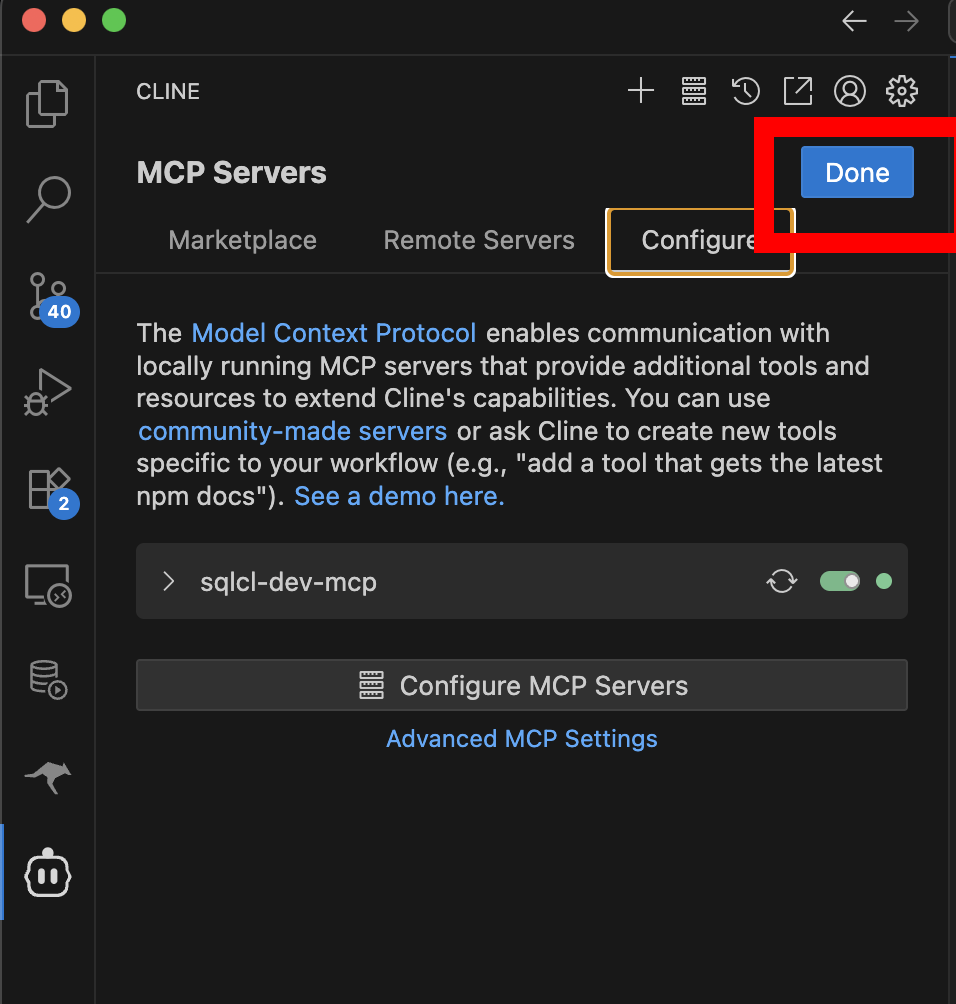 CLINE
MCP Servers
Done
Marketplace
Remote Servers
Configure
40
The Model Context Protocol enables communication with
locally running MCP servers that provide additional tools and
resources to extend Cline's capabilities. You can use
community-made servers or ask Cline to create new tools
specific to your workflow (e.g., "add a tool that gets the latest
npm docs"). See a demo here.
2
sqlcl-dev-mcp
Configure MCP Servers
Advanced MCP Settings